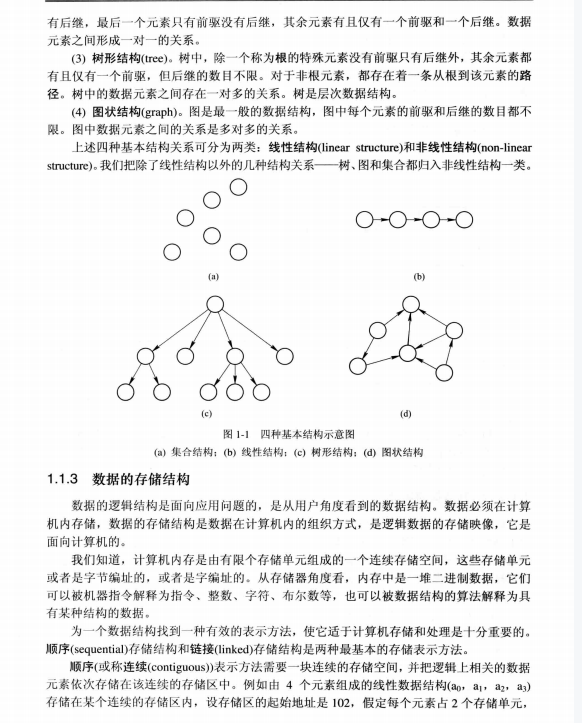 有后继，最后一个元素只有前驱没有后继，其余元素有且仅有一个前驱和一个后继。数据
元素之间形成一对一的关系。
(3) 树形结构(tree)。树中，除一个称为根的特殊元素没有前驱只有后继外，其余元素都
有且仅有一个前驱，但后继的数目不限。对于非根元素，都存在着一条从根到该元素的路
径。树中的数据元素之间存在一对多的关系。树是层次数据结构。
(4) 图状结构(graph)。图是最一般的数据结构，图中每个元素的前驱和后继的数目都不
限。图中数据元素之间的关系是多对多的关系。
上述四种基本结构关系可分为两类：线性结构(linear structure)和非线性结构(non-linear
structure)。我们把除了线性结构以外的几种结构关系——树、图和集合都归入非线性结构一类。
(a)
(b)
(c)
(d)
图 1-1 四种基本结构示意图
(a) 集合结构；(b) 线性结构；(c) 树形结构；(d) 图状结构
1.1.3 数据的存储结构
数据的逻辑结构是面向应用问题的，是从用户角度看到的数据结构。数据必须在计算
机内存储，数据的存储结构是数据在计算机内的组织方式，是逻辑数据的存储映像，它是
面向计算机的。
我们知道，计算机内存是由有限个存储单元组成的一个连续存储空间，这些存储单元
或者是字节编址的，或者是字编址的。从存储器角度看，内存中是一堆二进制数据，它们
可以被机器指令解释为指令、整数、字符、布尔数等，也可以被数据结构的算法解释为具
有某种结构的数据。
为一个数据结构找到一种有效的表示方法，使它适于计算机存储和处理是十分重要的。
顺序(sequential)存储结构和链接(linked)存储结构是两种最基本的存储表示方法。
顺序(或称连续(contiguous))表示方法需要一块连续的存储空间，并把逻辑上相关的数据
元素依次存储在该连续的存储区中。例如由 4 个元素组成的线性数据结构(a₀，a₁，a₂，a₃)
存储在某个连续的存储区内，设存储区的起始地址是 102，假定每个元素占 2 个存储单元，